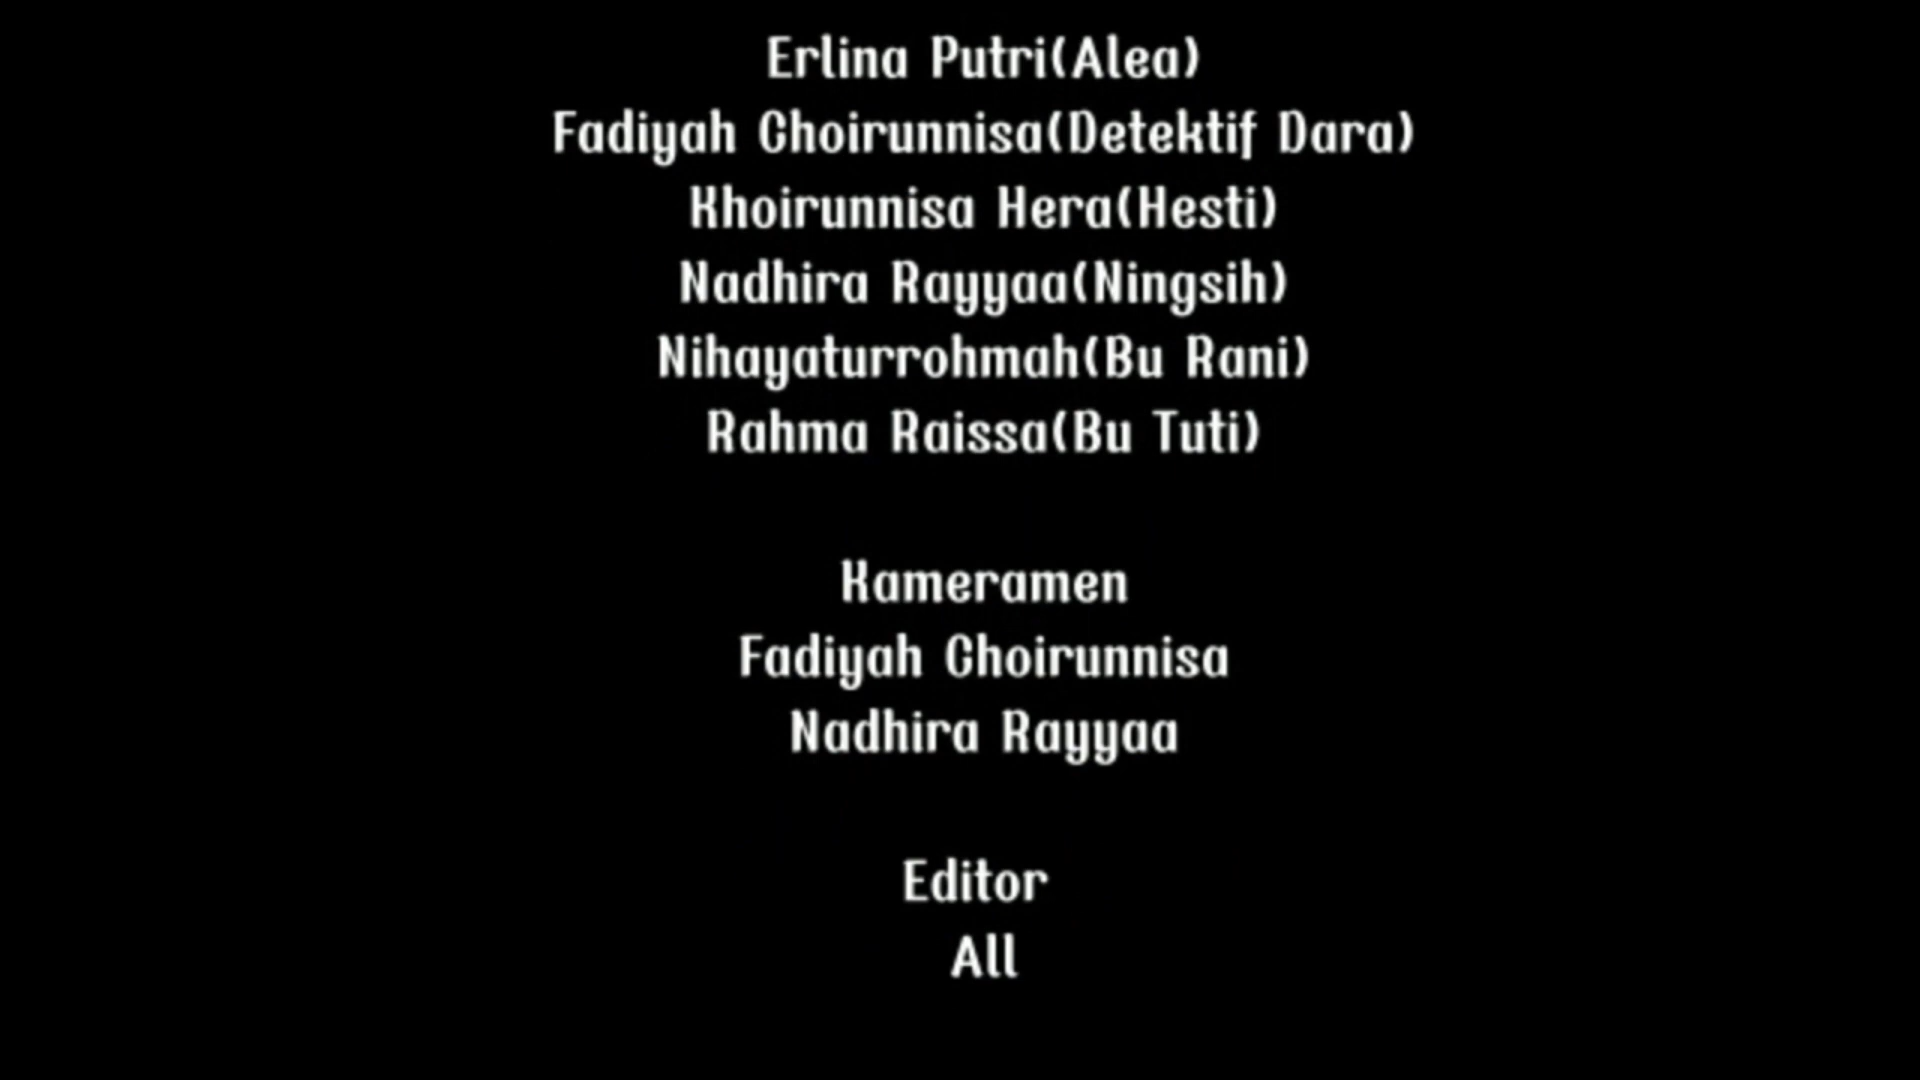 Erlina Putri(Alea)
Fadiyah Choirunnisa(Detektif Dara)
Khoirunnisa Hera(Hesti)
Nadhira Rayyaa(Ningsih)
Nihayaturrohmah(Bu Rani)
Rahma Raissa(Bu Tuti)
Kameramen
Fadiyah Choirunnisa
Nadhira Rayyaa
Editor
All